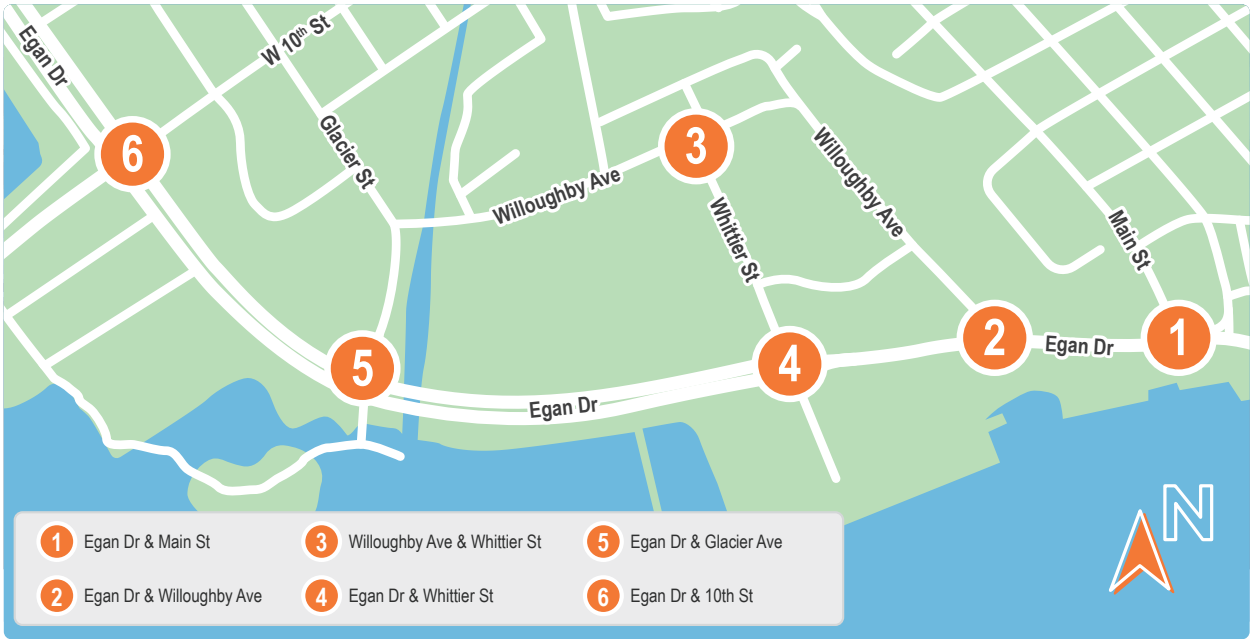 Egan Dr
W 10th St
6
Glacier St
3
Willoughby Ave
Willoughby Ave
Whittier St
Main St
5
4
2
Egan Dr
1
Egan Dr
N
1 Egan Dr & Main St
3 Willoughby Ave & Whittier St
5 Egan Dr & Glacier Ave
2 Egan Dr & Willoughby Ave
4 Egan Dr & Whittier St
6 Egan Dr & 10th St